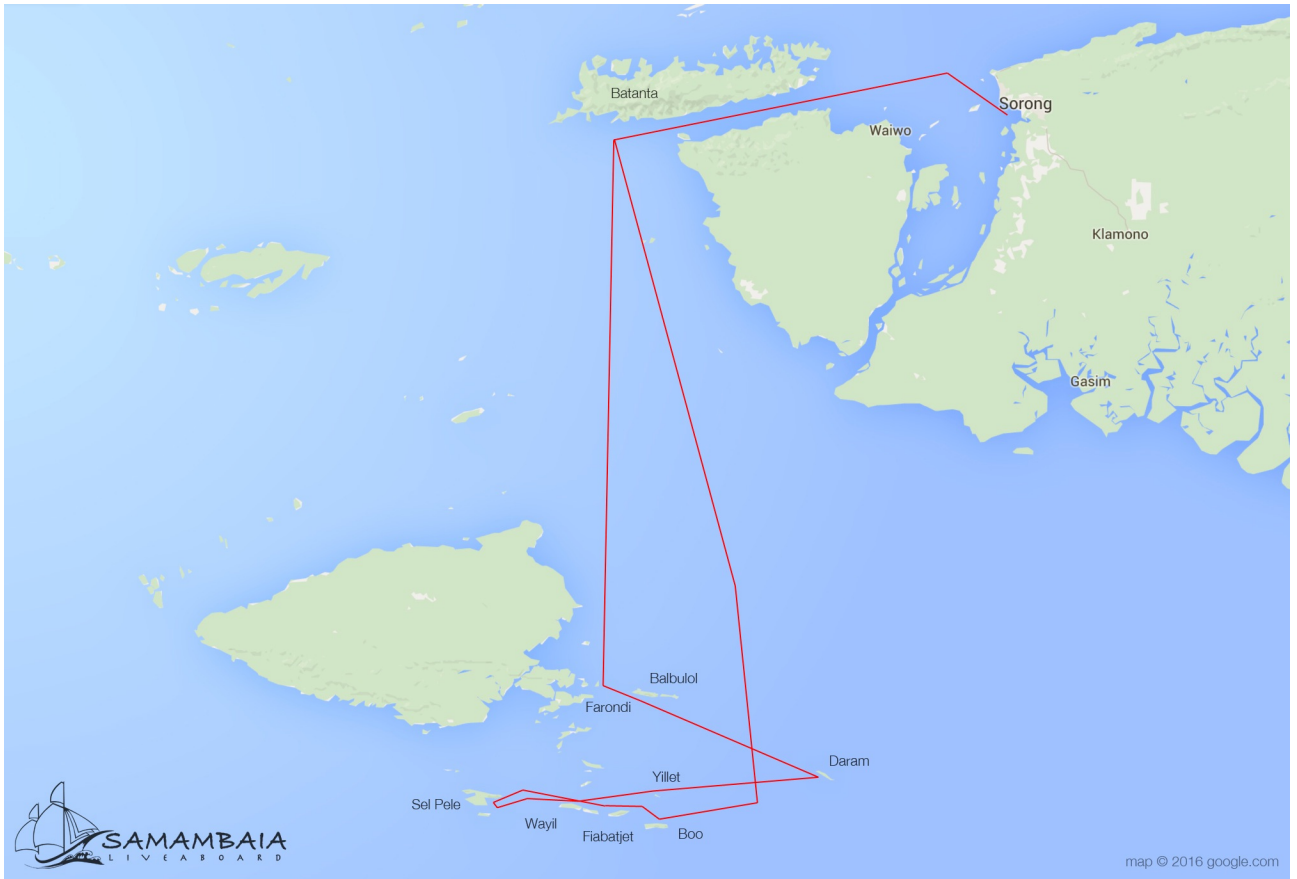 Batanta
Sorong
Waiwo
Klamono
Gasim
Balbulol
Farondi
Daram
Yillet
Sel Pele
Wayil
Fiabatjet
Boo
SAMAMBAIA
LIVEABOARD
map © 2016 google.com